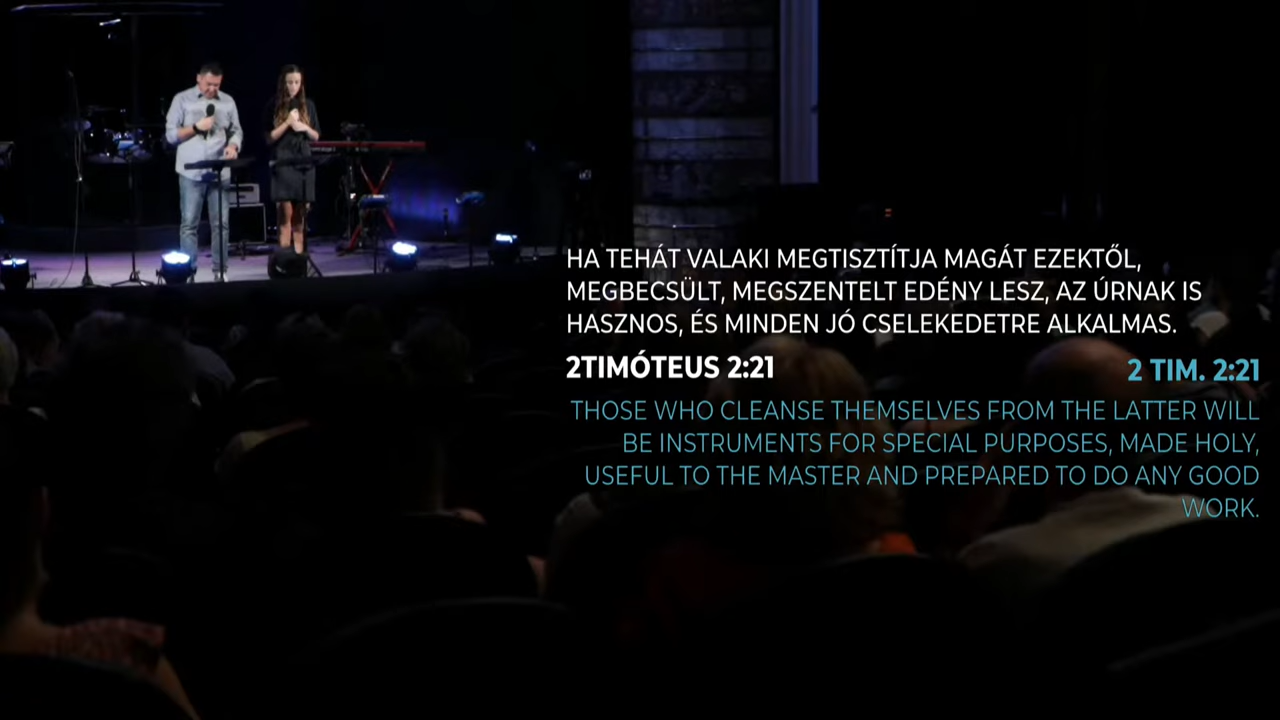 HA TEHÁT VALAKI MEGTISZTÍTJA MAGÁT EZEKTŐL,
MEGBECSÜLT, MEGSZENTELT EDÉNY LESZ, AZ ÚRNAK IS
HASZNOS, ÉS MINDEN JÓ CSELEKEDETRE ALKALMAS.
2TIMÓTEUS 2:21
2 TIM. 2:21
THOSE WHO CLEANSE THEMSELVES FROM THE LATTER WILL
BE INSTRUMENTS FOR SPECIAL PURPOSES, MADE HOLY,
USEFUL TO THE MASTER AND PREPARED TO DO ANY GOOD
WORK.